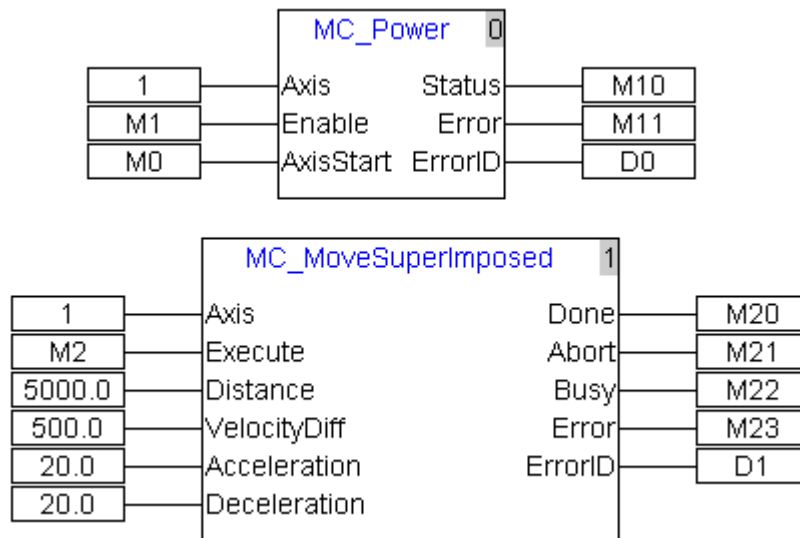 MC_Power 0
1 Axis Status M10
M1 Enable Error M11
M0 AxisStart ErrorID D0
MC_MoveSuperImposed 1
1 Axis Done M20
M2 Execute Abort M21
5000.0 Distance Busy M22
500.0 VelocityDiff Error M23
20.0 Acceleration ErrorID D1
20.0 Deceleration